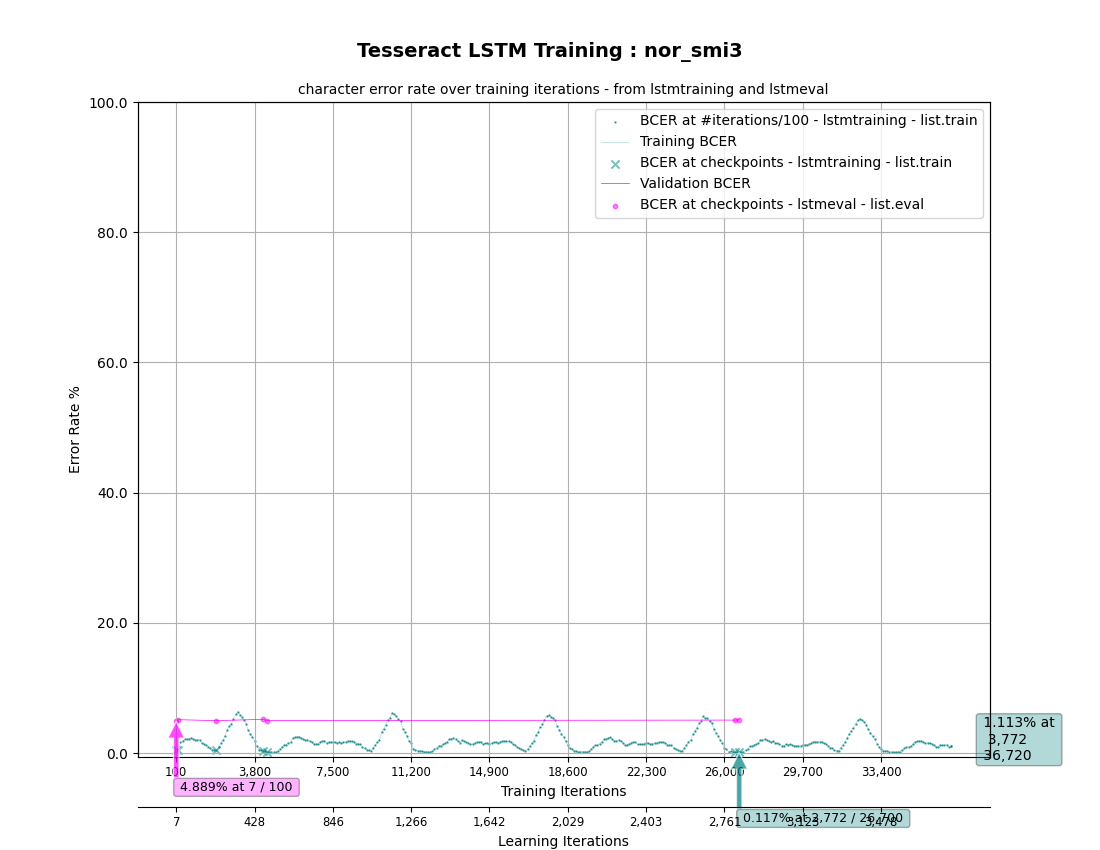 Tesseract LSTM Training : nor_smi3
character error rate over training iterations - from lstmtraining and lstmeval
BCER at #iterations/100 - lstmtraining - list.train
Training BCER
BCER at checkpoints - lstmtraining - list.train
Validation BCER
BCER at checkpoints - lstmeval - list.eval
Error Rate %
100.0
80.0
60.0
40.0
20.0
0.0
1.113% at
3,772
36,720
100 3,800 7,500 11,200 14,900 18,600 22,300 26,000 29,700 33,400
4.889% at 7 / 100
Training Iterations
0.117% at 2,772 / 26,700
7 428 846 1,266 1,642 2,029 2,403 2,761 3,125 3,478
Learning Iterations